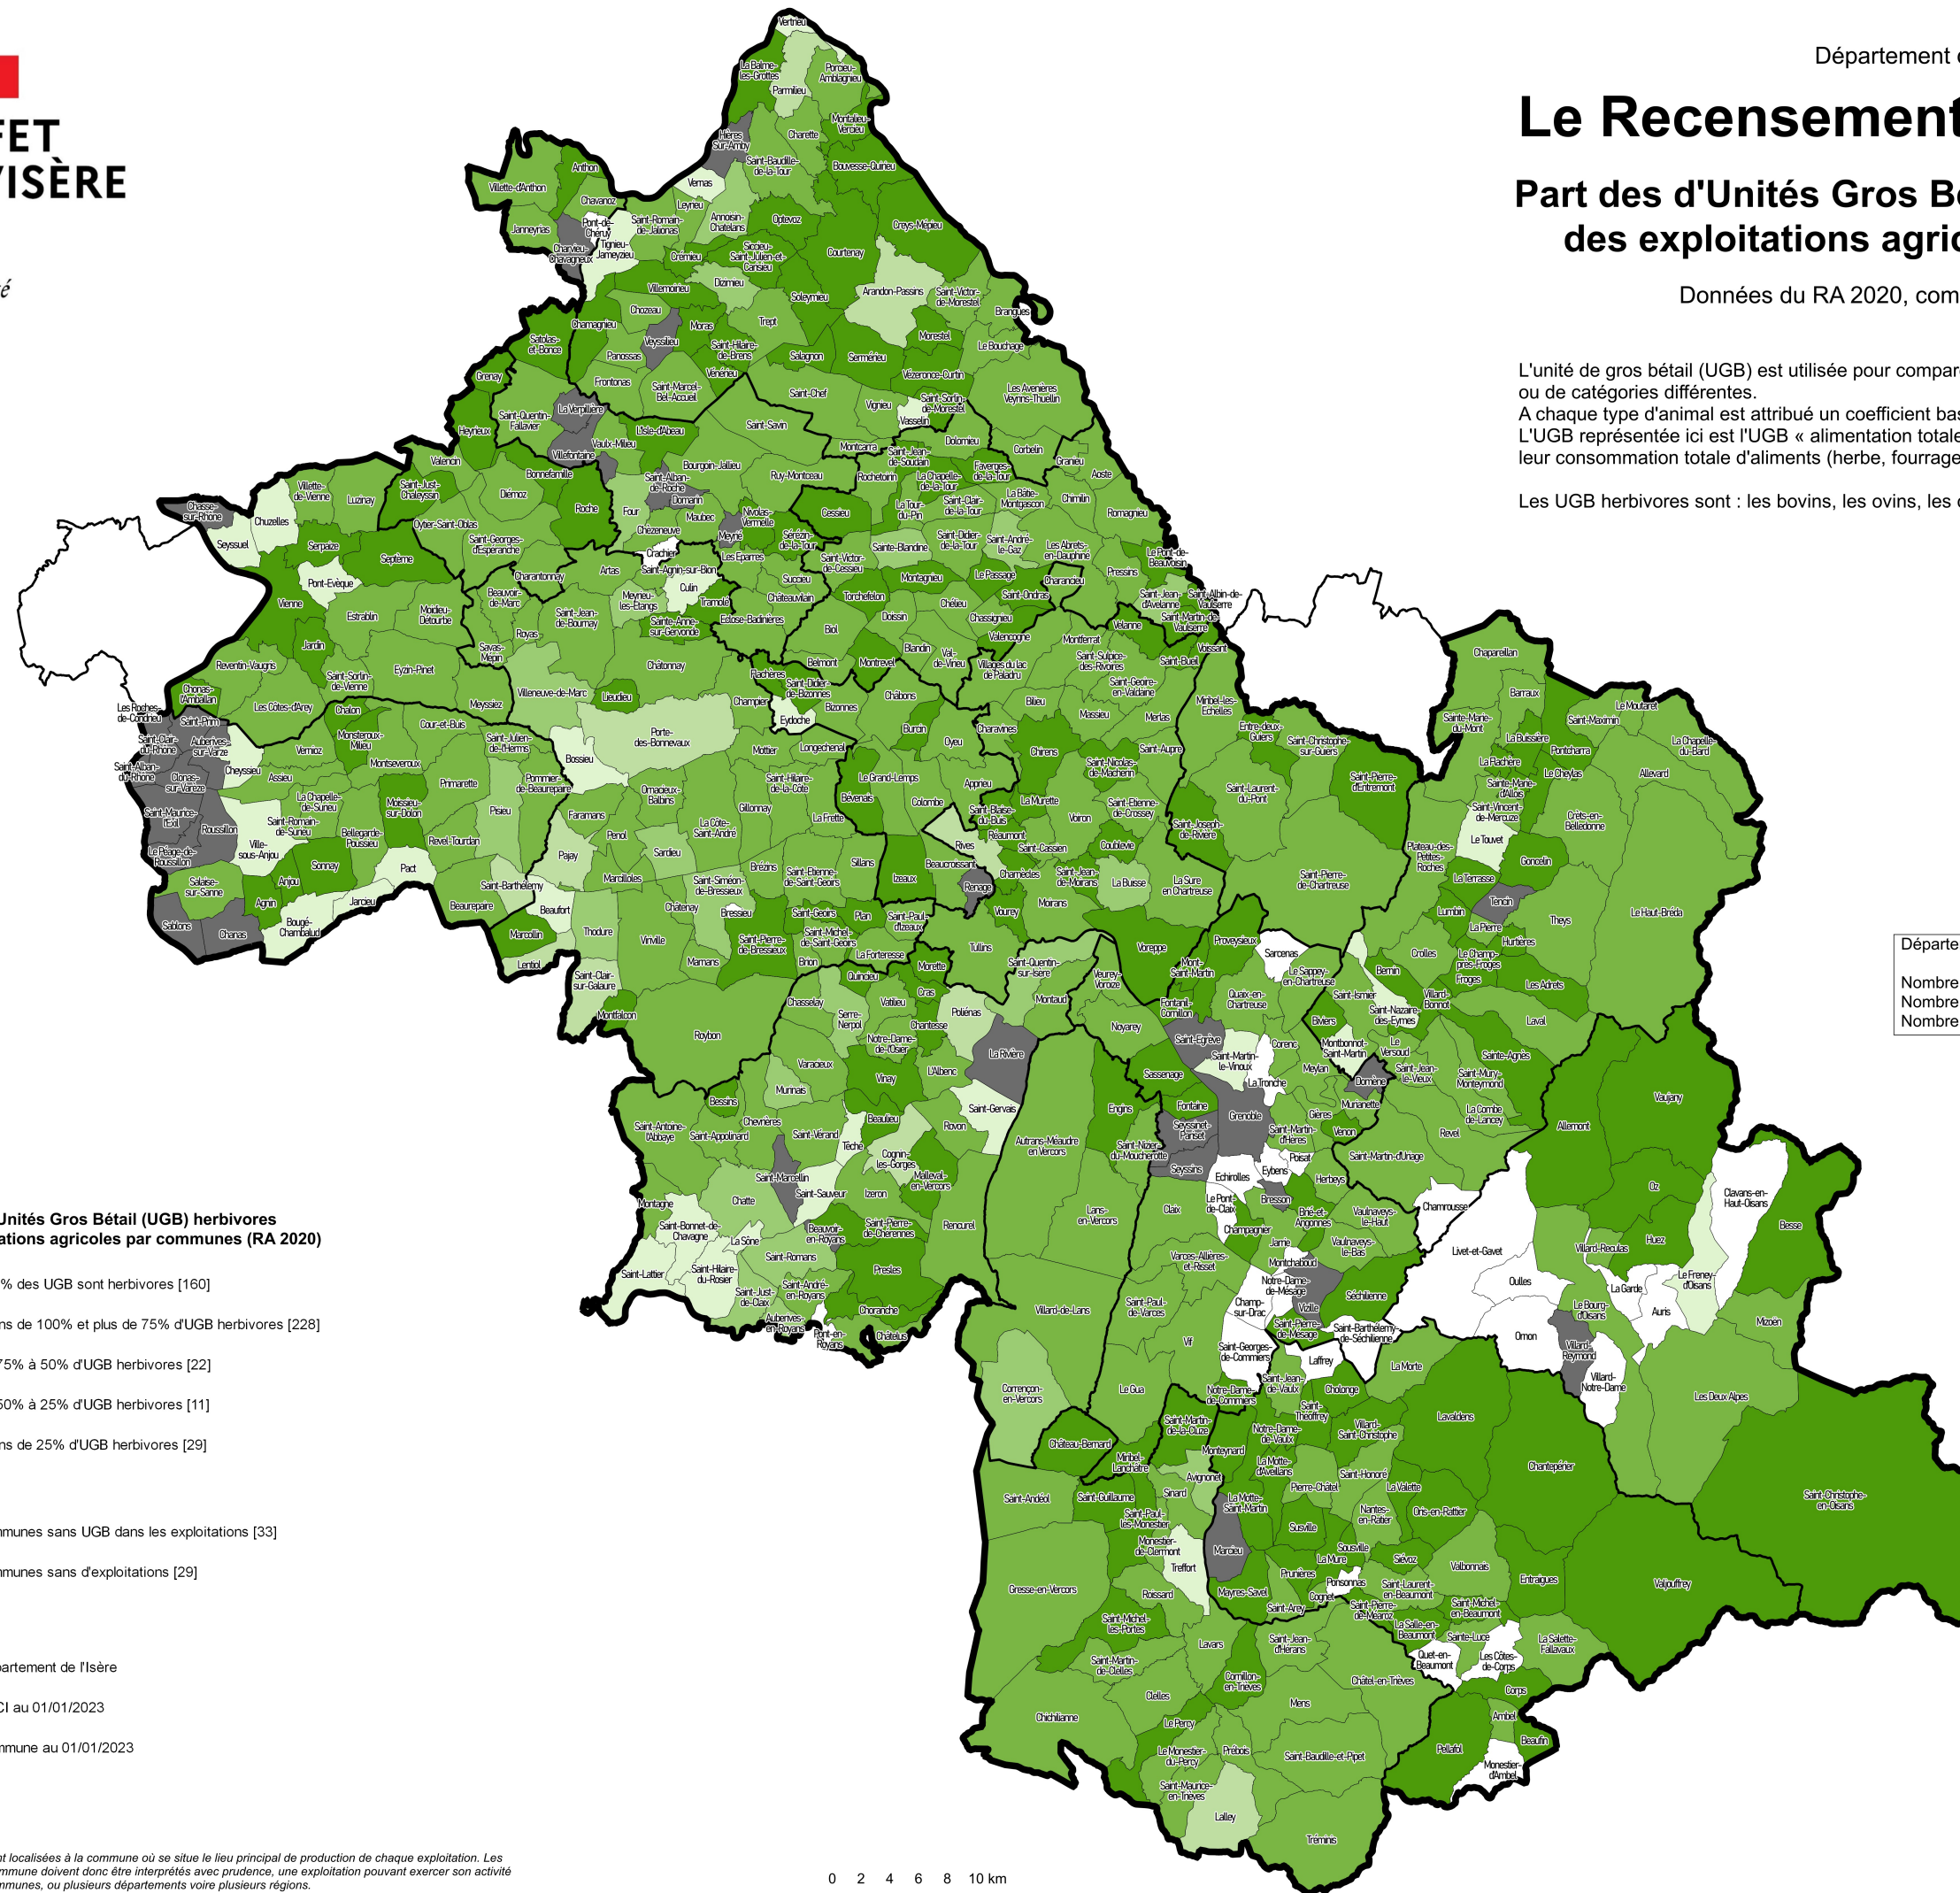 FET
'ISÈRE
é
Département
Le Recensement
Part des d'Unités Gros Bé
des exploitations agric
Données du RA 2020, com
L'unité de gros bétail (UGB) est utilisée pour compar
ou de catégories différentes.
A chaque type d'animal est attribué un coefficient bas
L'UGB représentée ici est l'UGB « alimentation totale
leur consommation totale d'aliments (herbe, fourrage
Les UGB herbivores sont : les bovins, les ovins, les
Départe
Nombre
Nombre
Nombre
Unités Gros Bétail (UGB) herbivores
ations agricoles par communes (RA 2020)
% des UGB sont herbivores [160]
ns de 100% et plus de 75% d'UGB herbivores [228]
75% à 50% d'UGB herbivores [22]
50% à 25% d'UGB herbivores [11]
ns de 25% d'UGB herbivores [29]
mmunes sans UGB dans les exploitations [33]
mmunes sans d'exploitations [29]
partement de l'Isère
CI au 01/01/2023
mmune au 01/01/2023
nt localisées à la commune où se situe le lieu principal de production de chaque exploitation. Les
mmune doivent donc être interprétés avec prudence, une exploitation pouvant exercer son activité
mmunes, ou plusieurs départements voire plusieurs régions.
0 2 4 6 8 10 km
Vertrieu
La Balme-
les-Grottes
Parmilieu
Porcieu-
Amblagnieu
Montalieu-
Vercieu
Hières
Sur-Amby
Charette
Saint-Baudille-
de-la-Tour
Bouvesse-Quirieu
Anthon
Villette-d'Anthon
Chavanoz
Janneyrias
Pont-de-
Chéruy
Charvieu-
Chavagneux
Tignieu-
Jameyzieu
Saint-Romain-
de-Jalionas
Vernas
Leyrieu
Annoisin-
Chatelans
Optevoz
Creys-Mépieu
Courtenay
Crémieu
Siccieu-
Saint-Julien-et-
Carisieu
Dizimieu
Villemoirieu
Soleymieu
Arandon-Passins
Saint-Victor-
de-Morestel
Brangues
Chozeau
Chamagnieu
Moras
Trept
Veyssilieu
Panossas
Saint-Hilaire-
de-Brens
Salagnon
Sermérieu
Morestel
Le Bouchage
Satolas-
et-Bonce
Grenay
Frontonas
Vénérieu
Saint-Marcel-
Bel-Accueil
Saint-Chef
Vézeronce-Curtin
Les Avenières
Veyrins-Thuellin
Vignieu
Vasselin
Saint-Sorlin-
de-Morestel
Heyrieux
Saint-Quentin-
Fallavier
La Verpillière
Vaulx-Milieu
Villefontaine
L'Isle-d'Abeau
Saint-Savin
Montcarra
Dolomieu
Corbelin
Granieu
Aoste
Valencin
Bonnefamille
Roche
Bourgoin-Jallieu
Ruy-Montceau
Rochetoirin
Saint-Jean-
de-Soudain
La Chapelle-
de-la-Tour
Faverges-
de-la-Tour
La Bâtie-
Montgascon
Chimilin
Romagnieu
Villette-
de-Vienne
Luzinay
Saint-Just-
Chaleyssin
Diémoz
Chasse-
sur-Rhône
Chuzelles
Seyssuel
Serpaize
Septème
Pont-Evèque
Vienne
Jardin
Estrablin
Moidieu-
Détourbe
Oytier-Saint-Oblas
Saint-Georges-
d'Espéranche
Charantonnay
Beauvoir-
de-Marc
Royas
Savas-
Mépin
Artas
Four
Saint-Alban-
de-Roche
Domarin
Maubec
Chèzeneuve
Crachier
Nivolas-
Vermelle
Meyrié
Les Eparres
Sérézin-
de-la-Tour
Cessieu
La Tour-
du-Pin
Saint-Clair-
de-la-Tour
Saint-Didier-
de-la-Tour
Saint-André-
le-Gaz
Les Abrets-
en-Dauphiné
Le Pont-de-
Beauvoisin
Pressins
Sainte-Blandine
Saint-Victor-
de-Cessieu
Montagnieu
Le Passage
Charancieu
Saint-Ondras
Chélieu
Chassignieu
Doissin
Torchefelon
Succieu
Châteauvilain
Biol
Belmont
Montrevel
Blandin
Val-
de-Virieu
Valencogne
Villages du lac
de Paladru
Montferrat
Velanne
Saint-Jean-
d'Avelanne
Saint-Albin-de-
Vaulserre
Saint-Martin-de-
Vaulserre
Voissant
Saint-Bueil
Saint-Sulpice-
des-Rivoires
Saint-Geoire-
en-Valdaine
Massieu
Merlas
Bilieu
Charavines
Chirens
Saint-Aupre
Saint-Nicolas-
de-Macherin
Saint-Agnin-sur-Bion
Culin
Meyrieu-
les-Etangs
Tramolé
Saint-Jean-
de-Bournay
Sainte-Anne-
sur-Gervonde
Eclose-Badinières
Châtonnay
Lieudieu
Villeneuve-de-Marc
Meyssiez
Eyzin-Pinet
Saint-Sorlin-
de-Vienne
Reventin-Vaugris
Les Côtes-d'Arey
Chonas-
l'Amballan
Les Roches-
de-Condrieu
Saint-Prim
Saint-Clair-
du-Rhône
Auberives-
sur-Varèze
Saint-Alban-
du-Rhône
Clonas-
sur-Varèze
Cheyssieu
Vernioz
Assieu
Chalon
Monsteroux-
Milieu
Montseveroux
Cour-et-Buis
Saint-Julien-
de-l'Herms
Primarette
Pommier-
de-Beaurepaire
Pisieu
Saint-Maurice-
l'Exil
Roussillon
Le Péage-de-
Roussillon
Ville-
sous-Anjou
La Chapelle-
de-Surieu
Saint-Romain-
de-Surieu
Bellegarde-
Poussieu
Moissieu-
sur-Dolon
Revel-Tourdan
Sonnay
Pact
Anjou
Agnin
Salaise-
sur-Sanne
Sablons
Chanas
Bougé-
Chambalud
Jarcieu
Beaurepaire
Saint-Barthélemy
Beaufort
Marcollin
Lentiol
Thodure
Saint-Clair-
sur-Galaure
Montfalcon
Bossieu
Porte-
des-Bonnevaux
Champier
Flachères
Saint-Didier-
de-Bizonnes
Bizonnes
Eydoche
Longechenal
Mottier
Châbons
Burcin
Oyeu
Le Grand-Lemps
Bévenais
Colombe
Apprieu
Saint-Hilaire-
de-la-Côte
Gillonnay
La Frette
Ornacieux-
Balbins
La Côte-
Saint-André
Faramans
Penol
Pajay
Sardieu
Marcilloles
Brézins
Saint-Siméon-
de-Bressieux
Saint-Etienne-
de-Saint-Geoirs
Sillans
Izeaux
Beaucroissant
Rives
Renage
Réaumont
Saint-Blaise-
du-Buis
La Murette
Saint-Cassien
Charnècles
Voiron
Saint-Etienne-
de-Crossey
Coublevie
Saint-Jean-
de-Moirans
La Buisse
La Sure
en Chartreuse
Moirans
Vourey
Tullins
Voreppe
Châtenay
Bressieux
Viriville
Marnans
Saint-Pierre-
de-Bressieux
Saint-Geoirs
Plan
Saint-Paul-
d'Izeaux
Saint-Michel-
de-Saint-Geoirs
Brion
La Forteresse
Roybon
Chasselay
Quincieu
Morette
Cras
Vatilieu
Serre-
Nerpol
Chantesse
Notre-Dame-
de-l'Osier
Poliénas
Saint-Quentin-
sur-Isère
Montaud
Veurey-
Voroize
Noyarey
La Rivière
L'Albenc
Vinay
Varacieux
Murinais
Bessins
Chevrières
Saint-Antoine-
l'Abbaye
Saint-Appolinard
Saint-Vérand
Têche
Beaulieu
Rovon
Saint-Gervais
Cognin-
les-Gorges
Malleval-
en-Vercors
Saint-Marcellin
Saint-Sauveur
Izeron
Chatte
Montagne
Saint-Bonnet-de-
Chavagne
La Sône
Beauvoir-
en-Royans
Saint-Pierre-
de-Chérennes
Rencurel
Saint-Romans
Saint-Lattier
Saint-Hilaire-
du-Rosier
Saint-Just-
de-Claix
Saint-André-
en-Royans
Presles
Choranche
Auberives-
en-Royans
Pont-en-
Royans
Châtelus
Autrans-Méaudre
en Vercors
Engins
Lans-
en-Vercors
Villard-de-Lans
Corrençon-
en-Vercors
Miribel-les-
Echelles
Entre-deux-
Guiers
Saint-Christophe-
sur-Guiers
Saint-Laurent-
du-Pont
Saint-Pierre-
d'Entremont
Saint-Joseph-
de-Rivière
Saint-Pierre-
de-Chartreuse
Proveysieux
Sarcenas
Le Sappey-
en-Chartreuse
Mont-
Saint-Martin
Quaix-en-
Chartreuse
Fontanil-
Cornillon
Saint-Egrève
Saint-Martin-
le-Vinoux
Corenc
La Tronche
Meylan
Biviers
Montbonnot-
Saint-Martin
Saint-Ismier
Bernin
Saint-Nazaire-
des-Eymes
Villard-
Bonnot
Le
Versoud
Saint-Jean-
le-Vieux
Domène
Murianette
Gières
Venon
Sassenage
Fontaine
Grenoble
Seyssinet-
Pariset
Seyssins
Saint-Nizier-
du-Moucherotte
Saint-Martin-
d'Hères
Poisat
Eybens
Echirolles
Bresson
Herbeys
Saint-Martin-d'Uriage
Revel
La Combe
de-Lancey
Saint-Mury-
Monteymond
Sainte-Agnès
Laval
Les Adrets
Froges
Le Champ-
près-Froges
Hurtières
La Pierre
Tencin
Theys
Le Haut-Bréda
Crolles
Lumbin
La Terrasse
Goncelin
Plateau-des-
Petites-
Roches
Le Touvet
Saint-Vincent-
de-Mercuze
Sainte-Marie-
d'Alloix
La Flachère
La Buissière
Le Cheylas
Pontcharra
Saint-Maximin
Le Moutaret
La Chapelle-
du-Bard
Allevard
Crêts-en-
Belledonne
Chapareillan
Barraux
Sainte-Marie-
du-Mont
Claix
Le Pont-
de-Claix
Champagnier
Jarrie
Brié-et-
Angonnes
Vaulnaveys-
le-Haut
Vaulnaveys-
le-Bas
Chamrousse
Montchaboud
Notre-Dame-
de-Mésage
Vizille
Champ-
sur-Drac
Séchilienne
Saint-Pierre-
de-Mésage
Saint-Barthélemy-
de-Séchilienne
Varces-Allières-
et-Risset
Saint-Paul-
de-Varces
Vif
Le Gua
Saint-Georges-
de-Commiers
Notre-Dame-
de-Commiers
Laffrey
Saint-Jean-
de-Vaulx
Cholonge
La Morte
Livet-et-Gavet
Allemont
Vaujany
Oz
Huez
Villard-Reculas
Clavans-en-
Haut-Oisans
Besse
La Garde
Auris
Le Freney-
d'Oisans
Mizoën
Oulles
Ornon
Le Bourg-
d'Oisans
Villard-
Reymond
Villard-
Notre-Dame
Les Deux Alpes
Saint-Christophe-
en-Oisans
Lavaldens
Chantepérier
Valjouffrey
Entraigues
Valbonnais
Oris-en-Rattier
La Valette
Saint-Honoré
Villard-
Saint-Christophe
Saint-
Théoffrey
Notre-Dame-
de-Vaulx
La Motte-
d'Aveillans
Pierre-Châtel
Nantes-
en-Ratier
Monteynard
Saint-Martin-
de-la-Cluze
Château-Bernard
Miribel-
Lanchâtre
Avignonet
Sinard
La Motte-
Saint-Martin
Marcieu
Susville
La Mure
Sousville
Siévoz
Prunières
Ponsonnas
Cognet
Saint-Arey
Mayres-Savel
Saint-Laurent-
en-Beaumont
Saint-Pierre-
de-Méaroz
La Salle-en-
Beaumont
Saint-Michel-
en-Beaumont
Sainte-Luce
Quet-en-
Beaumont
Les Côtes-
de-Corps
La Salette-
Fallavaux
Corps
Ambel
Beaufin
Monestier-
d'Ambel
Pellafol
Saint-Andéol
Saint-Guillaume
Saint-Paul-
lès-Monestier
Monestier-
de-Clermont
Treffort
Roissard
Gresse-en-Vercors
Saint-Michel-
les-Portes
Lavars
Saint-Martin-
de-Clelles
Clelles
Cornillon-
en-Trièves
Saint-Jean-
d'Hérans
Châtel-en-Trièves
Mens
Chichilianne
Le Percy
Le Monestier-
du-Percy
Prébois
Saint-Baudille-et-Pipet
Saint-Maurice-
en-Trièves
Lalley
Tréminis